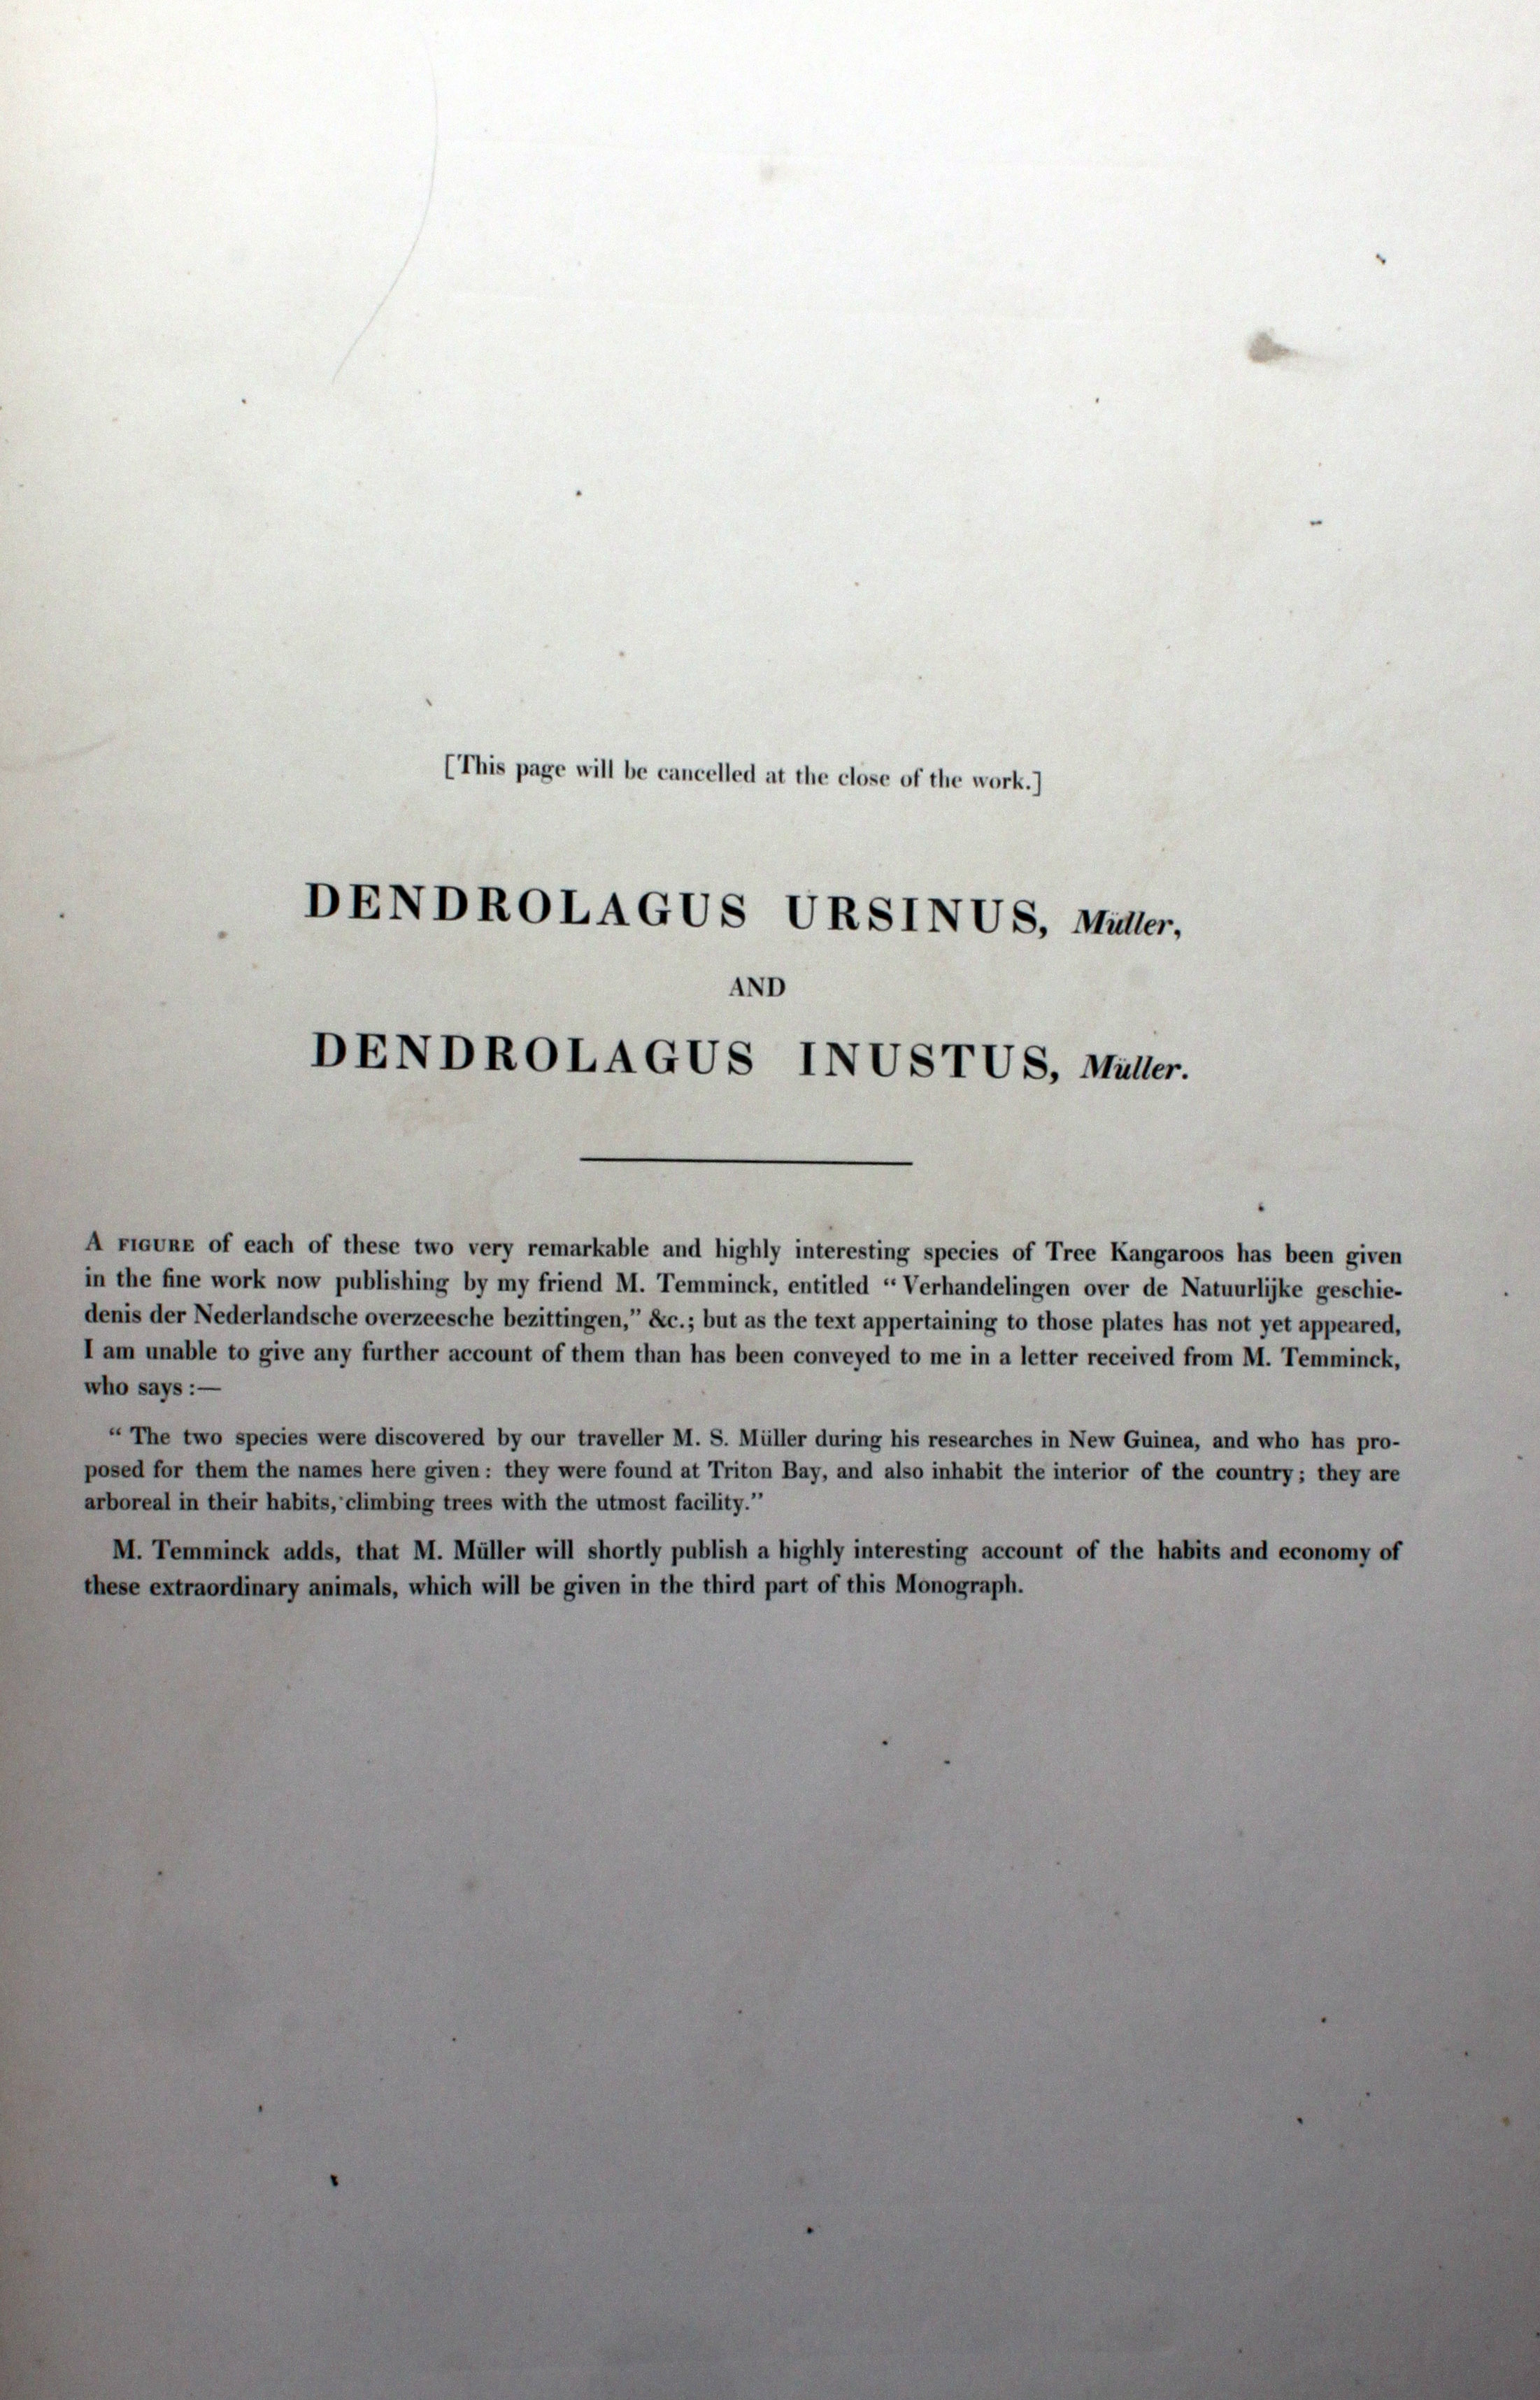 [This page will be cancelled at the close of the work.]
DENDROLAGUS URSINUS, Müller,
AND
DENDROLAGUS INUSTUS, Müller.
A FIGURE of each of these two very remarkable and highly interesting species of Tree Kangaroos has been given
in the fine work now publishing by my friend M. Temminck, entitled “Verhandelingen over de Natuurlijke geschie-
denis der Nederlandsche overzeesche bezittingen,” &c.; but as the text appertaining to those plates has not yet appeared,
I am unable to give any further account of them than has been conveyed to me in a letter received from M. Temminck,
who says:—
“The two species were discovered by our traveller M. S. Müller during his researches in New Guinea, and who has pro-
posed for them the names here given: they were found at Triton Bay, and also inhabit the interior of the country; they are
arboreal in their habits, climbing trees with the utmost facility.”
M. Temminck adds, that M. Müller will shortly publish a highly interesting account of the habits and economy of
these extraordinary animals, which will be given in the third part of this Monograph.